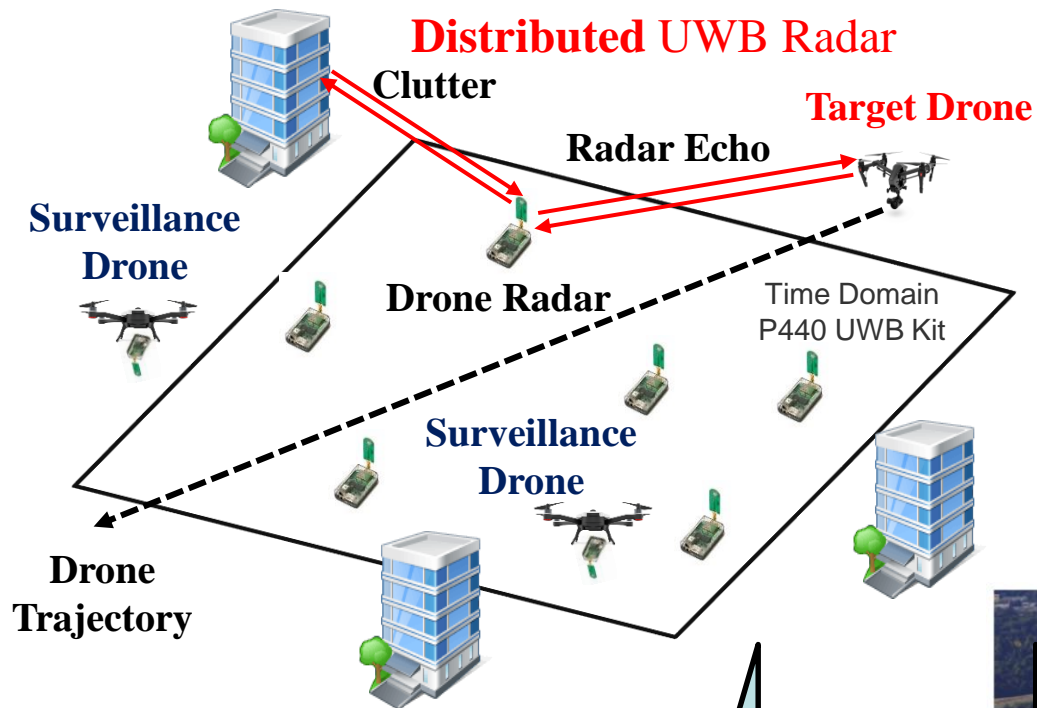 Distributed UWB Radar
Clutter
Target Drone
Radar Echo
Surveillance
Drone
Drone Radar
Time Domain
P440 UWB Kit
Surveillance
Drone
Drone
Trajectory